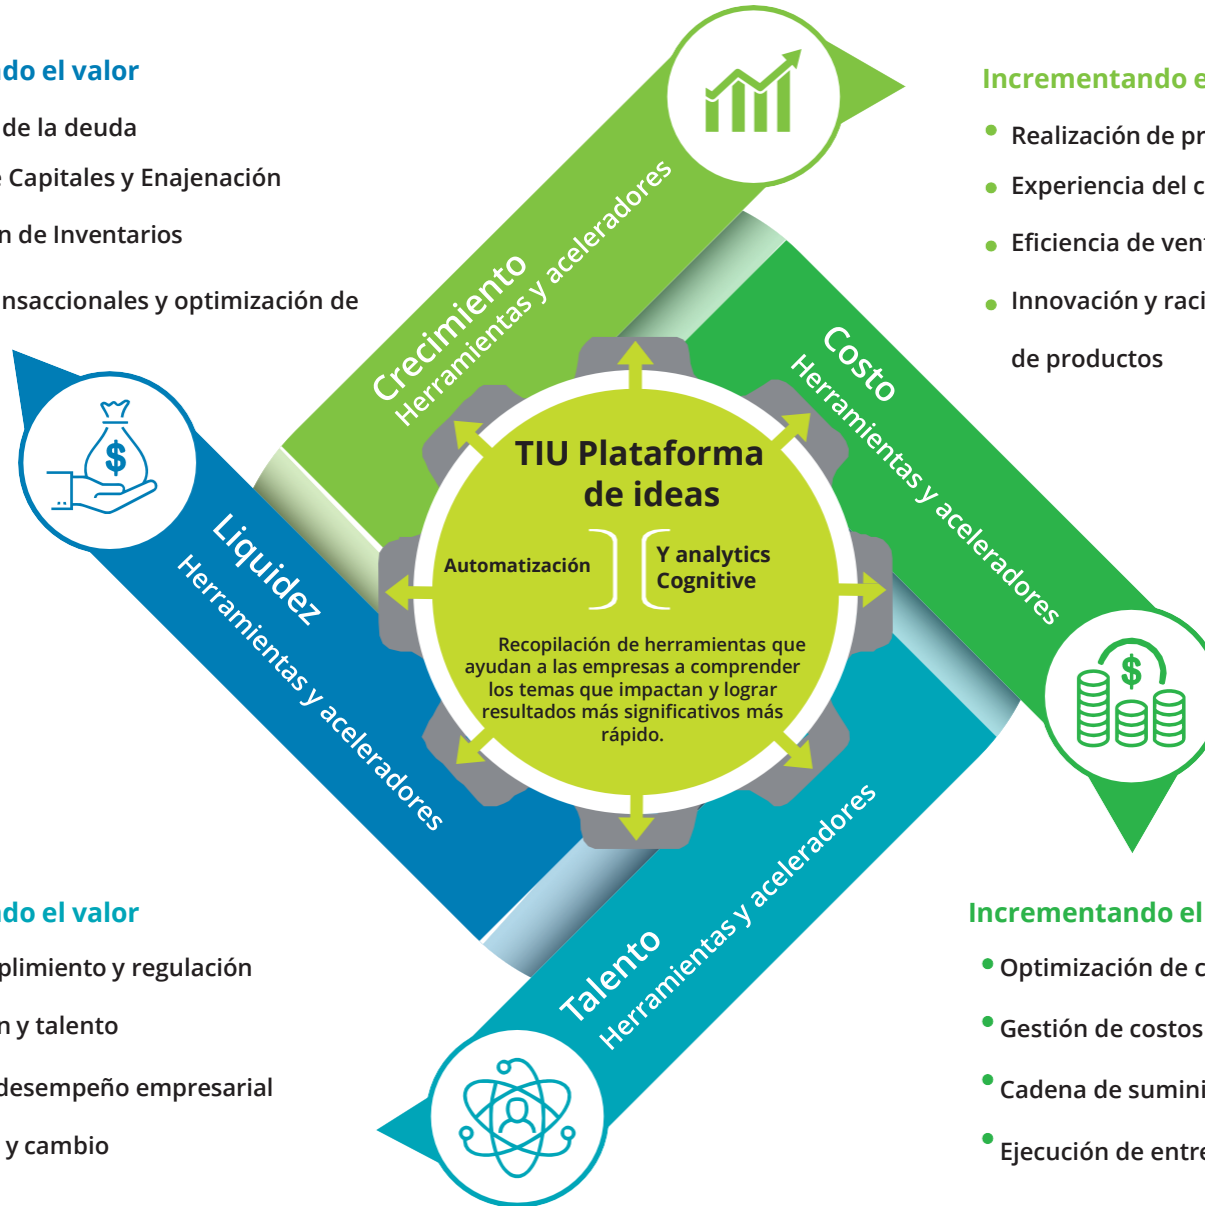 do el valor
de la deuda
e Capitales y Enajenación
n de Inventarios
nsaccionales y optimización de
Incrementando e
• Realización de pr
• Experiencia del c
• Eficiencia de ven
• Innovación y raci
de productos
Crecimiento
Herramientas y aceleradores
Costo
Herramientas y aceleradores
$
Liquidez
Herramientas y aceleradores
TIU Plataforma
de ideas
Automatización
Y analytics
Cognitive
Recopilación de herramientas que
ayudan a las empresas a comprender
los temas que impactan y lograr
resultados más significativos más
rápido.
$
Talento
Herramientas y aceleradores
do el valor
plimiento y regulación
n y talento
desempeño empresarial
y cambio
Incrementando el
• Optimización de c
• Gestión de costos
• Cadena de sumini
• Ejecución de entre